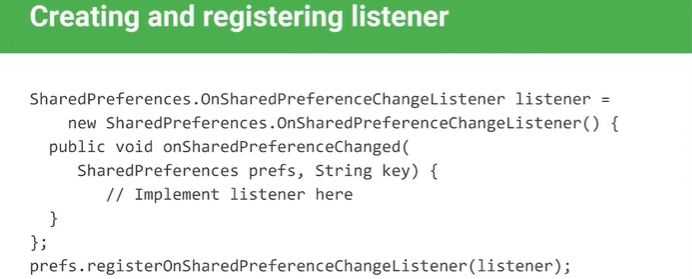 Creating and registering listener
SharedPreferences.OnSharedPreferenceChangeListener listener =
new SharedPreferences.OnSharedPreferenceChangeListener() {
public void onSharedPreferenceChanged(
SharedPreferences prefs, String key) {
// Implement listener here
}
};
prefs.registerOnSharedPreferenceChangeListener(listener);